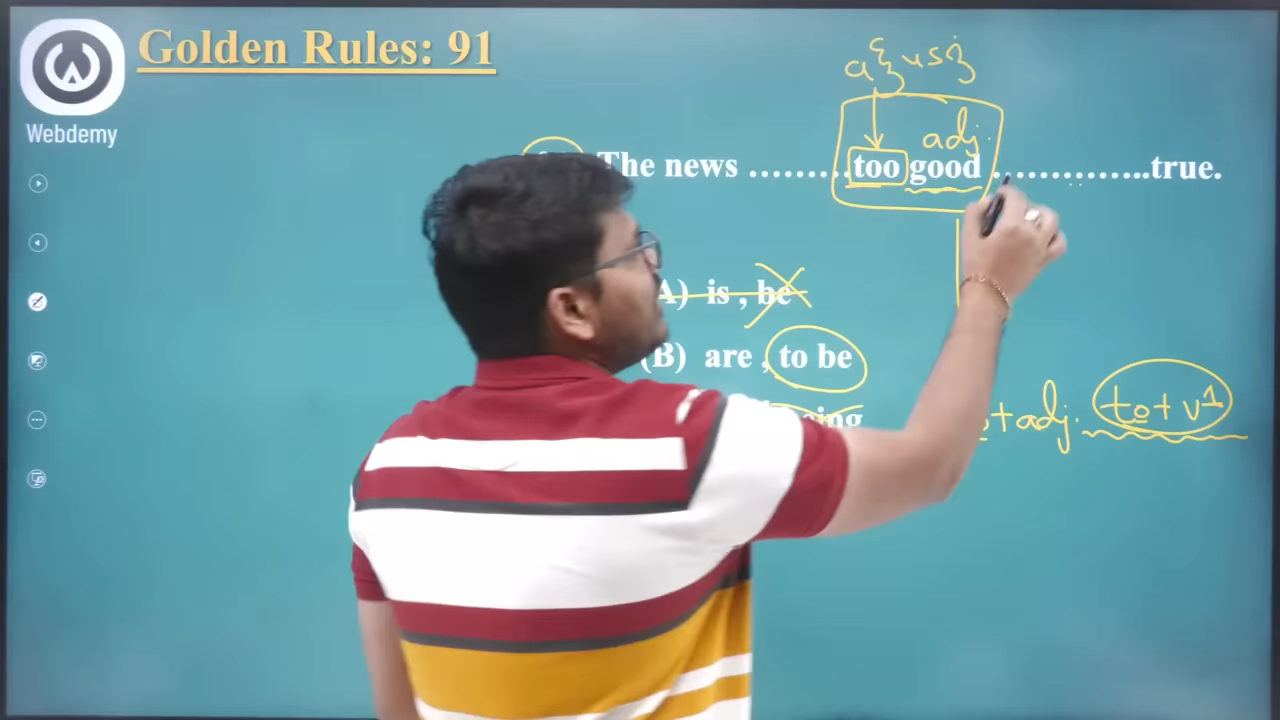 Golden Rules: 91
Webdemy
adj.
The news ……….too good …………..true.
A) is , be
(B) are , to be
+ adj. to + v1